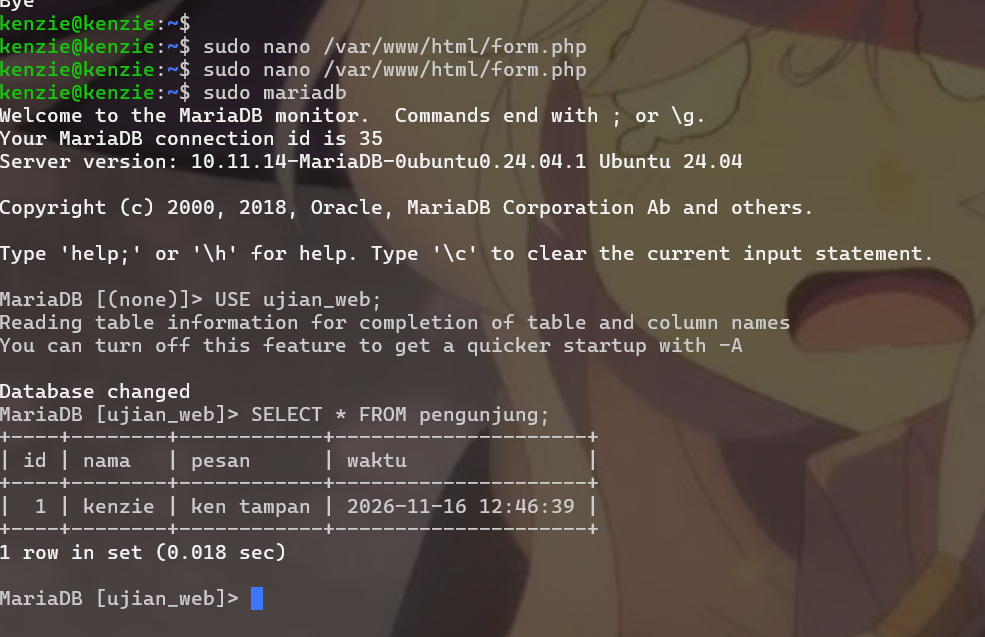 Bye
kenzie@kenzie:~$
kenzie@kenzie:~$ sudo nano /var/www/html/form.php
kenzie@kenzie:~$ sudo nano /var/www/html/form.php
kenzie@kenzie:~$ sudo mariadb
Welcome to the MariaDB monitor.  Commands end with ; or \g.
Your MariaDB connection id is 35
Server version: 10.11.14-MariaDB-0ubuntu0.24.04.1 Ubuntu 24.04

Copyright (c) 2000, 2018, Oracle, MariaDB Corporation Ab and others.

Type 'help;' or '\h' for help. Type '\c' to clear the current input statement.

MariaDB [(none)]> USE ujian_web;
Reading table information for completion of table and column names
You can turn off this feature to get a quicker startup with -A

Database changed
MariaDB [ujian_web]> SELECT * FROM pengunjung;
+----+--------+------------+---------------------+
| id | nama   | pesan      | waktu               |
+----+--------+------------+---------------------+
|  1 | kenzie | ken tampan | 2026-11-16 12:46:39 |
+----+--------+------------+---------------------+
1 row in set (0.018 sec)

MariaDB [ujian_web]>